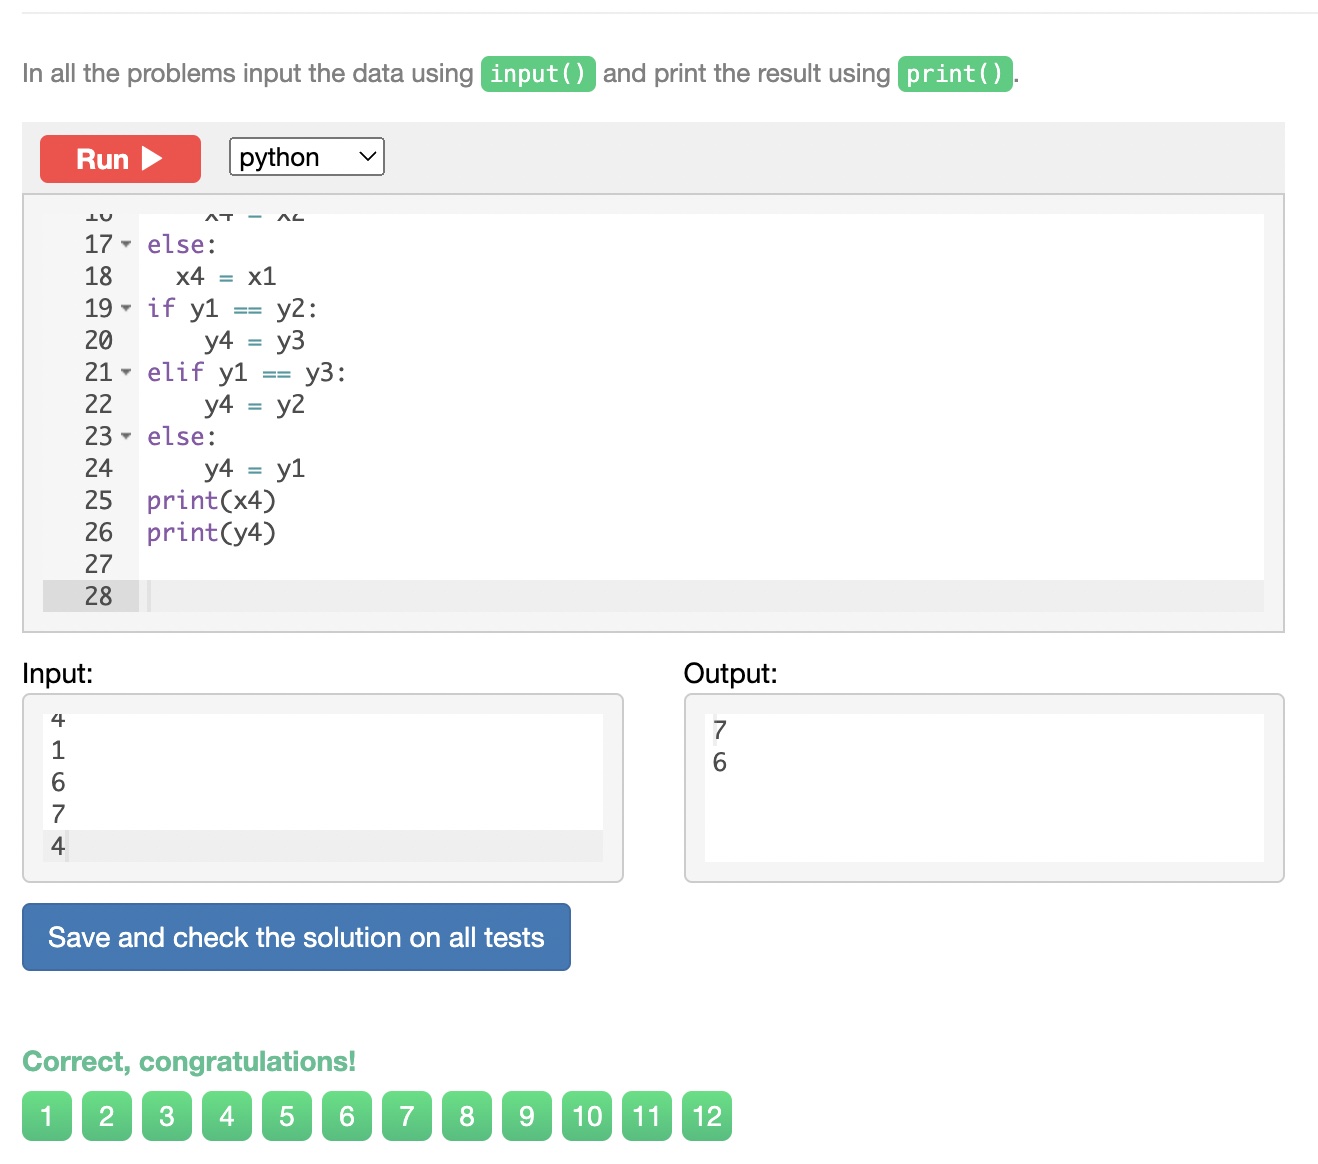 In all the problems input the data using input() and print the result using print().
Run
python
16     x4 = x2
17 else:
18   x4 = x1
19 if y1 == y2:
20     y4 = y3
21 elif y1 == y3:
22     y4 = y2
23 else:
24     y4 = y1
25 print(x4)
26 print(y4)
27
28
Input:
4
1
6
7
4
Output:
7
6
Save and check the solution on all tests
Correct, congratulations!
1 2 3 4 5 6 7 8 9 10 11 12